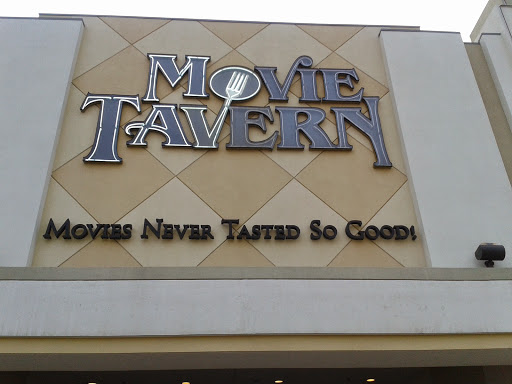 MOVIE
TAVERN
MOVIES NEVER TASTED SO GOOD!